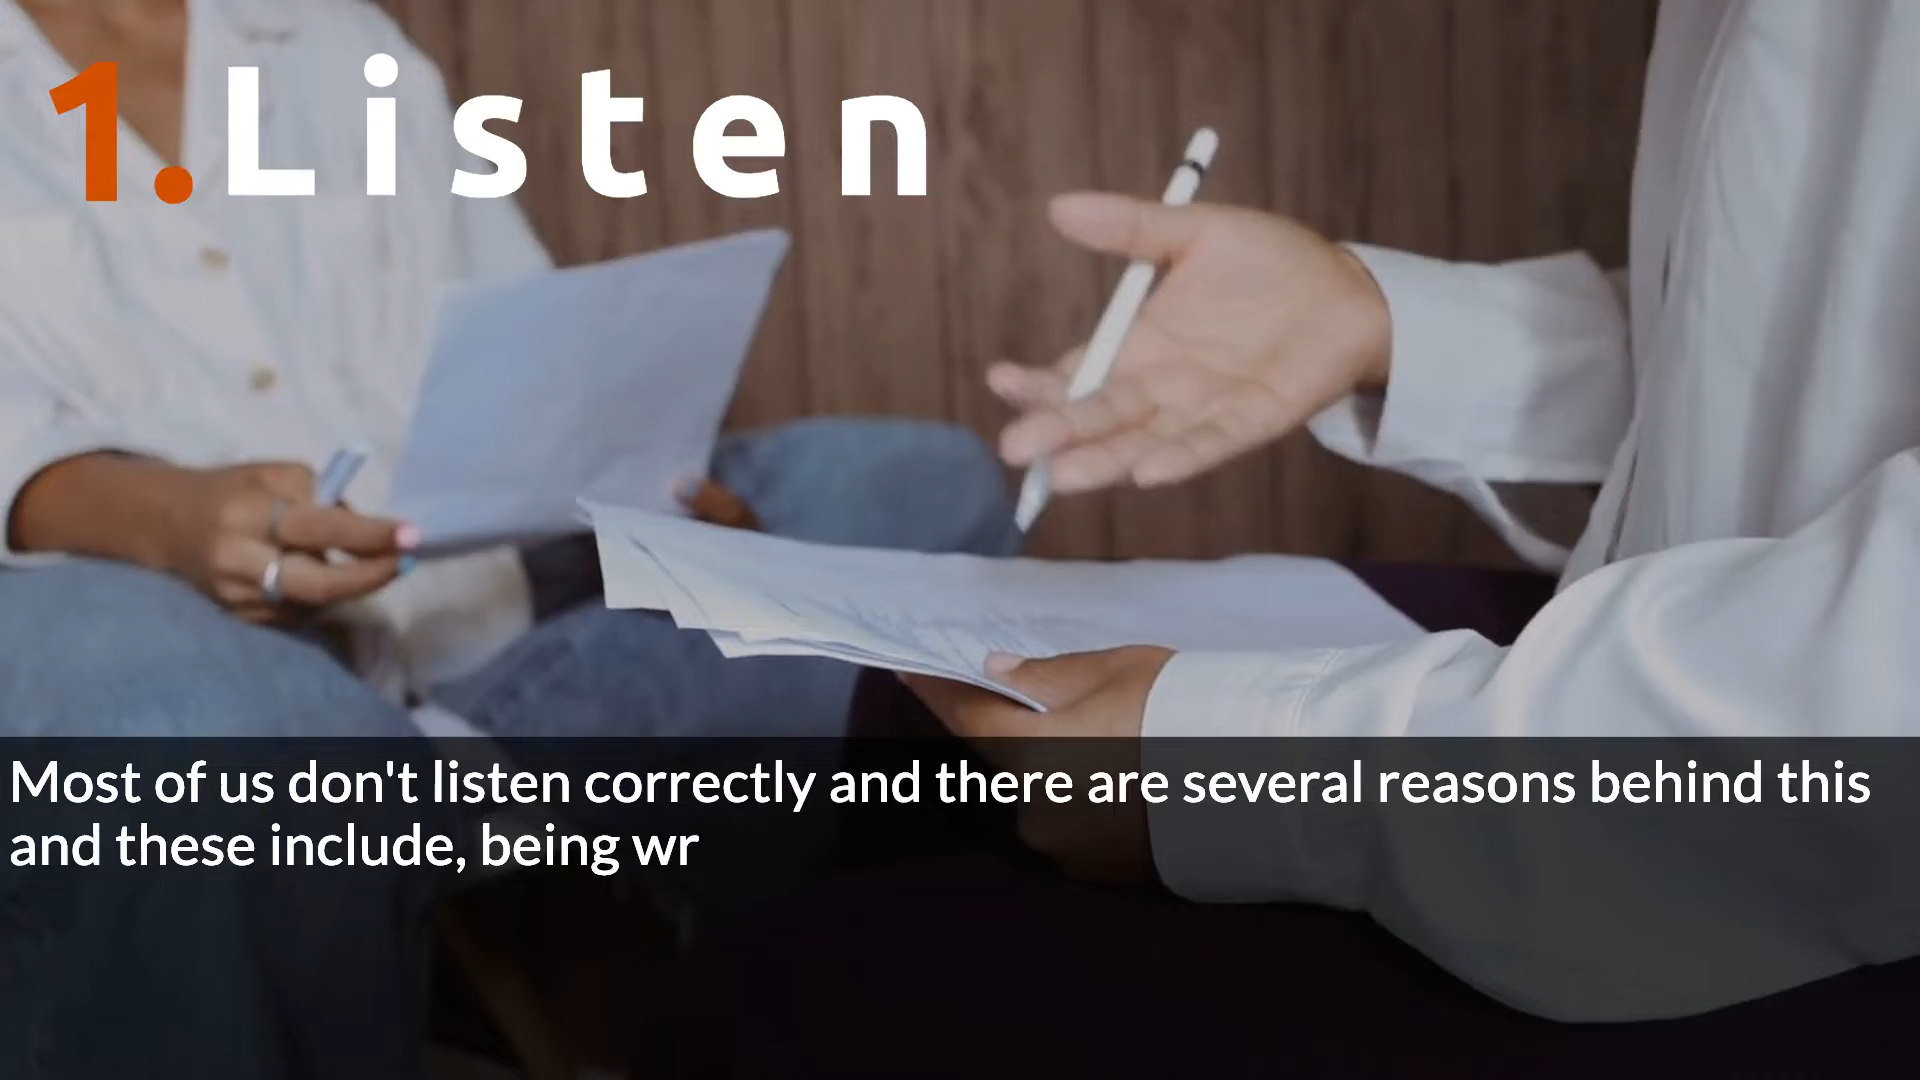 1. Listen
Most of us don't listen correctly and there are several reasons behind this
and these include, being wr